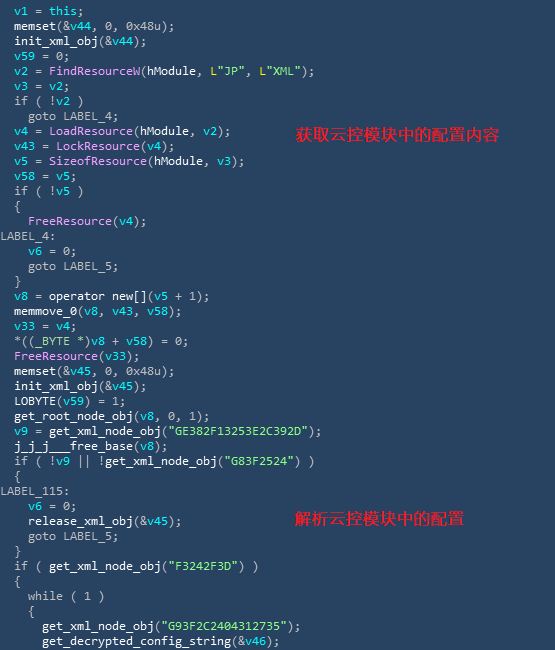 v1 = this;
memset(&v44, 0, 0x48u);
init_xml_obj(&v44);
v59 = 0;
v2 = FindResourceW(hModule, L"JP", L"XML");
v3 = v2;
if ( !v2 )
goto LABEL_4;
v4 = LoadResource(hModule, v2);
获取云控模块中的配置内容
v43 = LockResource(v4);
v5 = SizeofResource(hModule, v3);
v58 = v5;
if ( !v5 )
{
FreeResource(v4);
LABEL_4:
v6 = 0;
goto LABEL_5;
}
v8 = operator new[](v5 + 1);
memmove_0(v8, v43, v58);
v33 = v4;
*((_BYTE *)v8 + v58) = 0;
FreeResource(v33);
memset(&v45, 0, 0x48u);
init_xml_obj(&v45);
LOBYTE(v59) = 1;
get_root_node_obj(v8, 0, 1);
v9 = get_xml_node_obj("GE382F13253E2C392D");
j_j_j___free_base(v8);
if ( !v9 || !get_xml_node_obj("G83F2524") )
{
LABEL_115:
v6 = 0;
release_xml_obj(&v45);
解析云控模块中的配置
goto LABEL_5;
}
if ( get_xml_node_obj("F3242F3D") )
{
while ( 1 )
{
get_xml_node_obj("G93F2C2404312735");
get_decrypted_config_string(&v46);